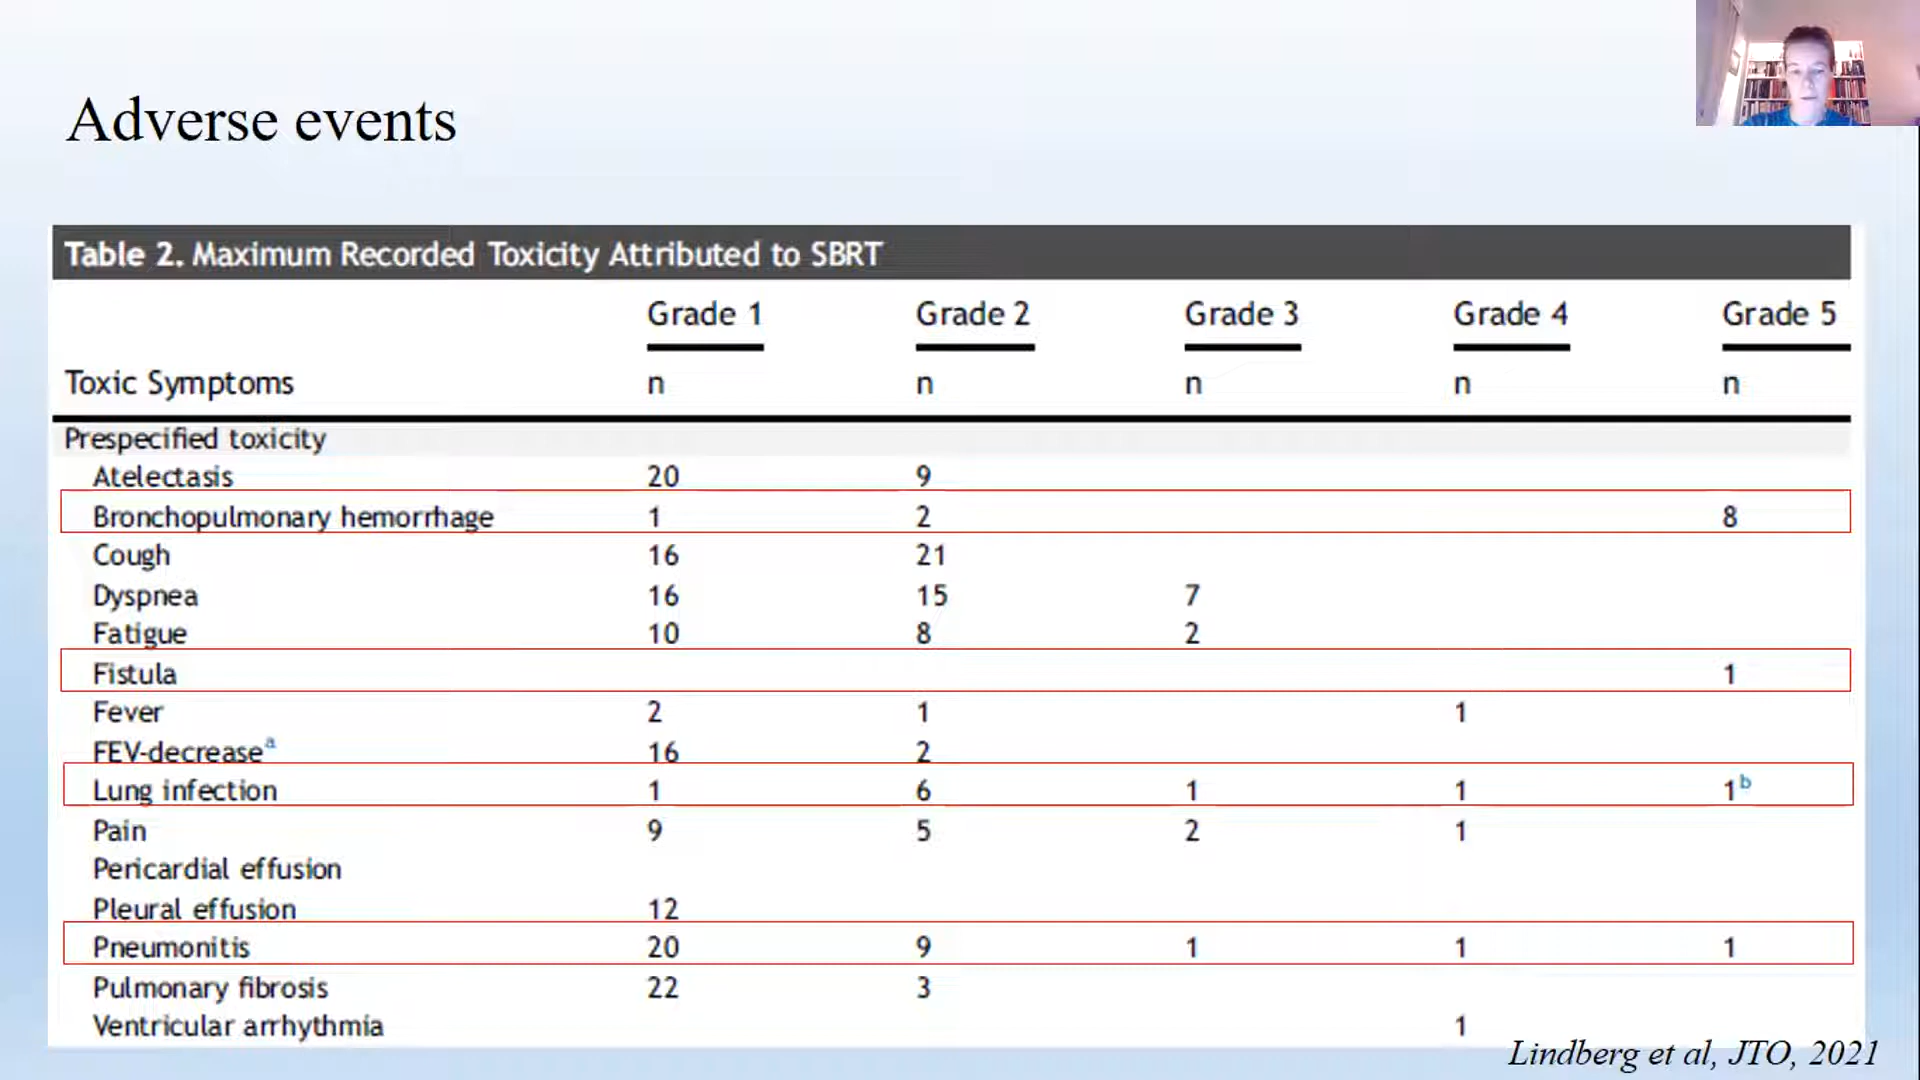 Adverse events
Table 2. Maximum Recorded Toxicity Attributed to SBRT
Grade 1 Grade 2 Grade 3 Grade 4 Grade 5
Toxic Symptoms n n n n n
Prespecified toxicity
Atelectasis 20 9
Bronchopulmonary hemorrhage 1 2 8
Cough 16 21
Dyspnea 16 15 7
Fatigue 10 8 2
Fistula 1
Fever 2 1 1
FEV-decreaseᵃ 16 2
Lung infection 1 6 1 1 1ᵇ
Pain 9 5 2 1
Pericardial effusion
Pleural effusion 12
Pneumonitis 20 9 1 1 1
Pulmonary fibrosis 22 3
Ventricular arrhythmia 1
Lindberg et al, JTO, 2021